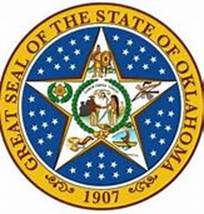 GREAT SEAL OF THE STATE OF OKLAHOMA
1907